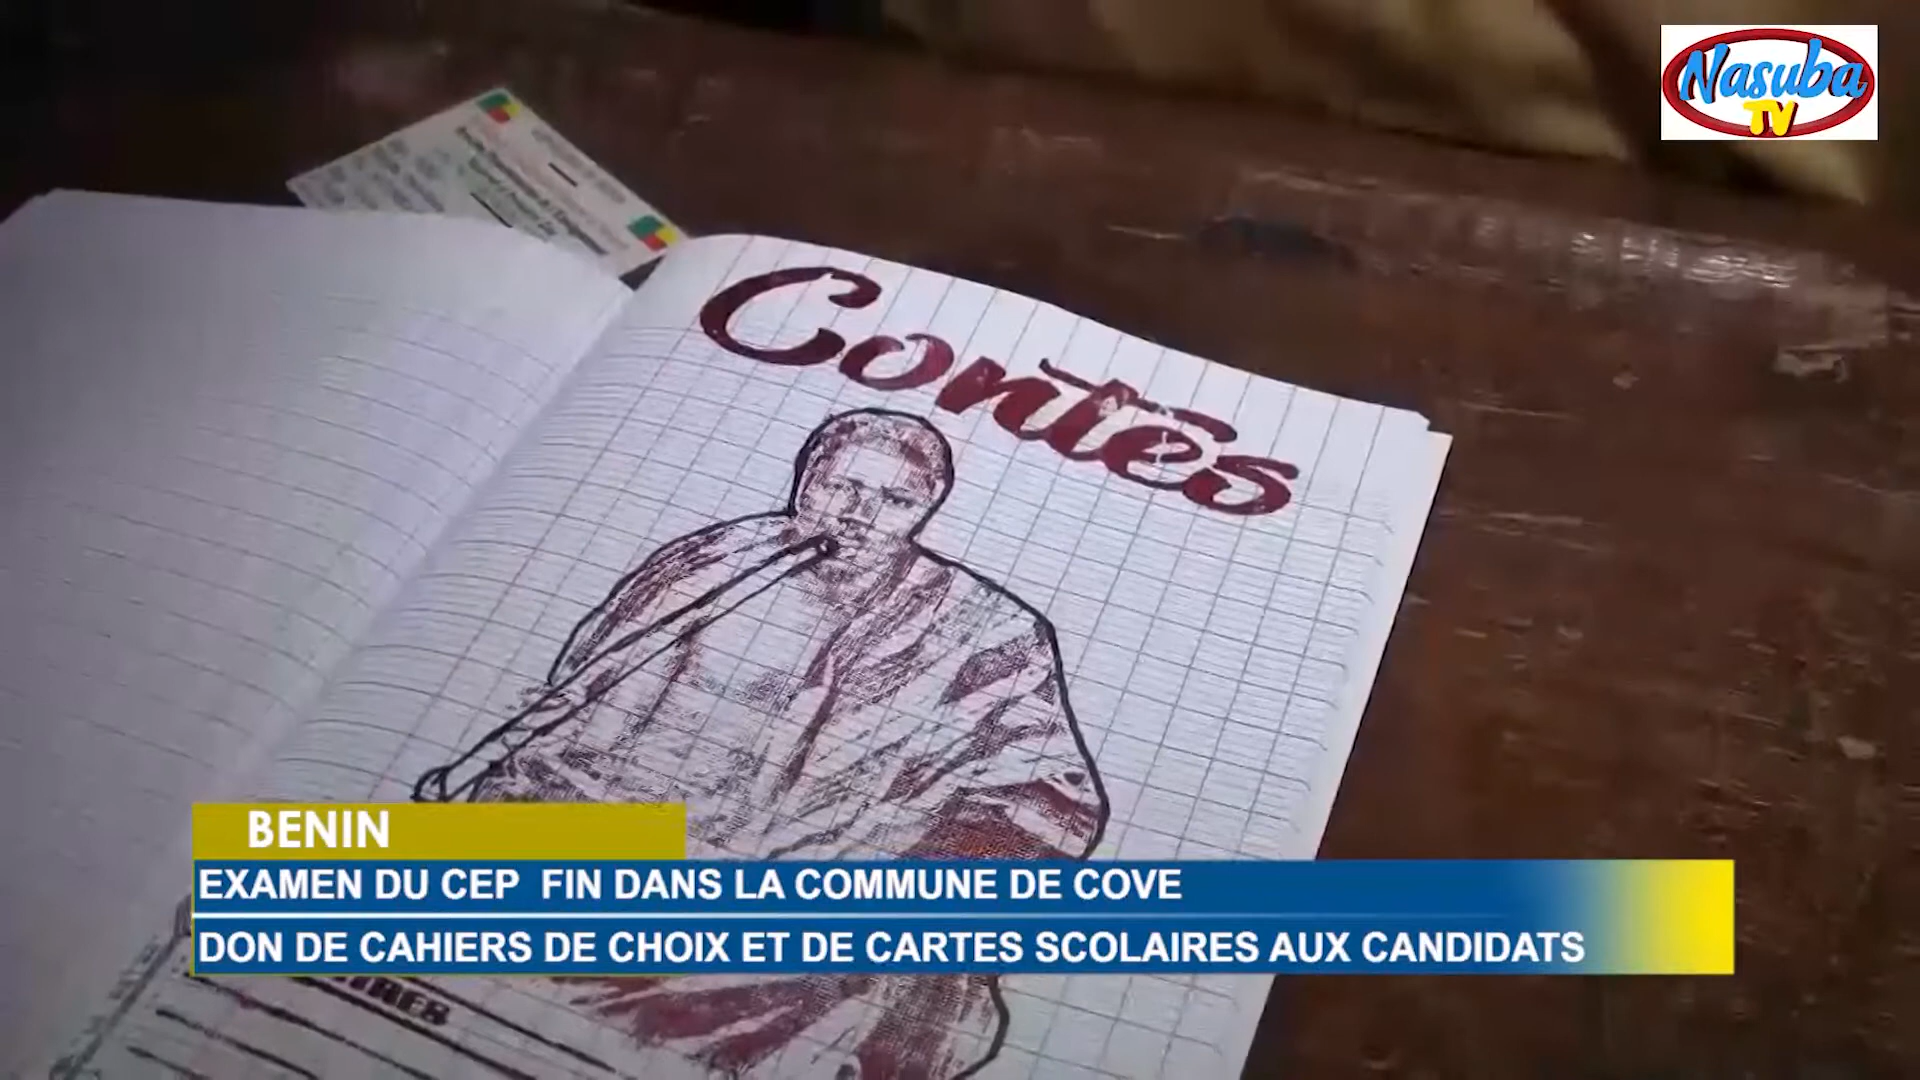 Nasuba
TV
Contes
BENIN
EXAMEN DU CEP FIN DANS LA COMMUNE DE COVE
DON DE CAHIERS DE CHOIX ET DE CARTES SCOLAIRES AUX CANDIDATS